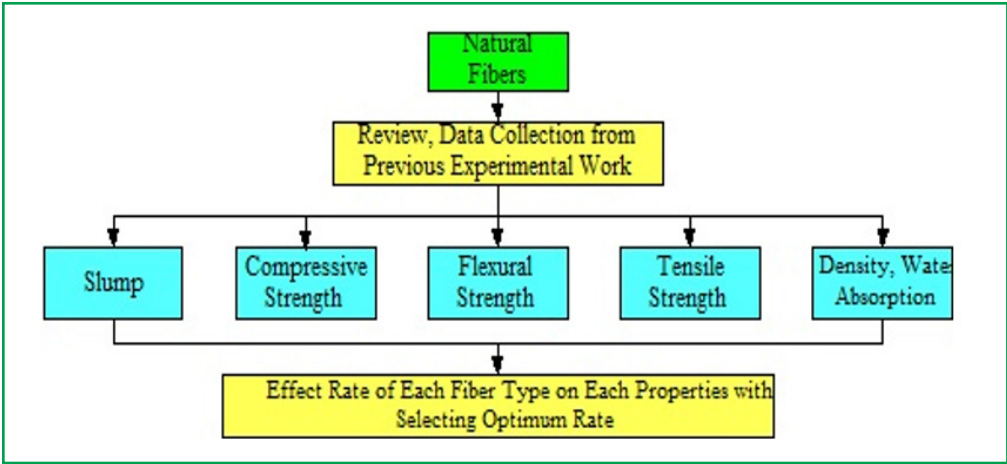 Natural
Fibers
Review, Data Collection from
Previous Experimental Work
Slump
Compressive
Strength
Flexural
Strength
Tensile
Strength
Density, Wate
Absorption
Effect Rate of Each Fiber Type on Each Properties with
Selecting Optimum Rate